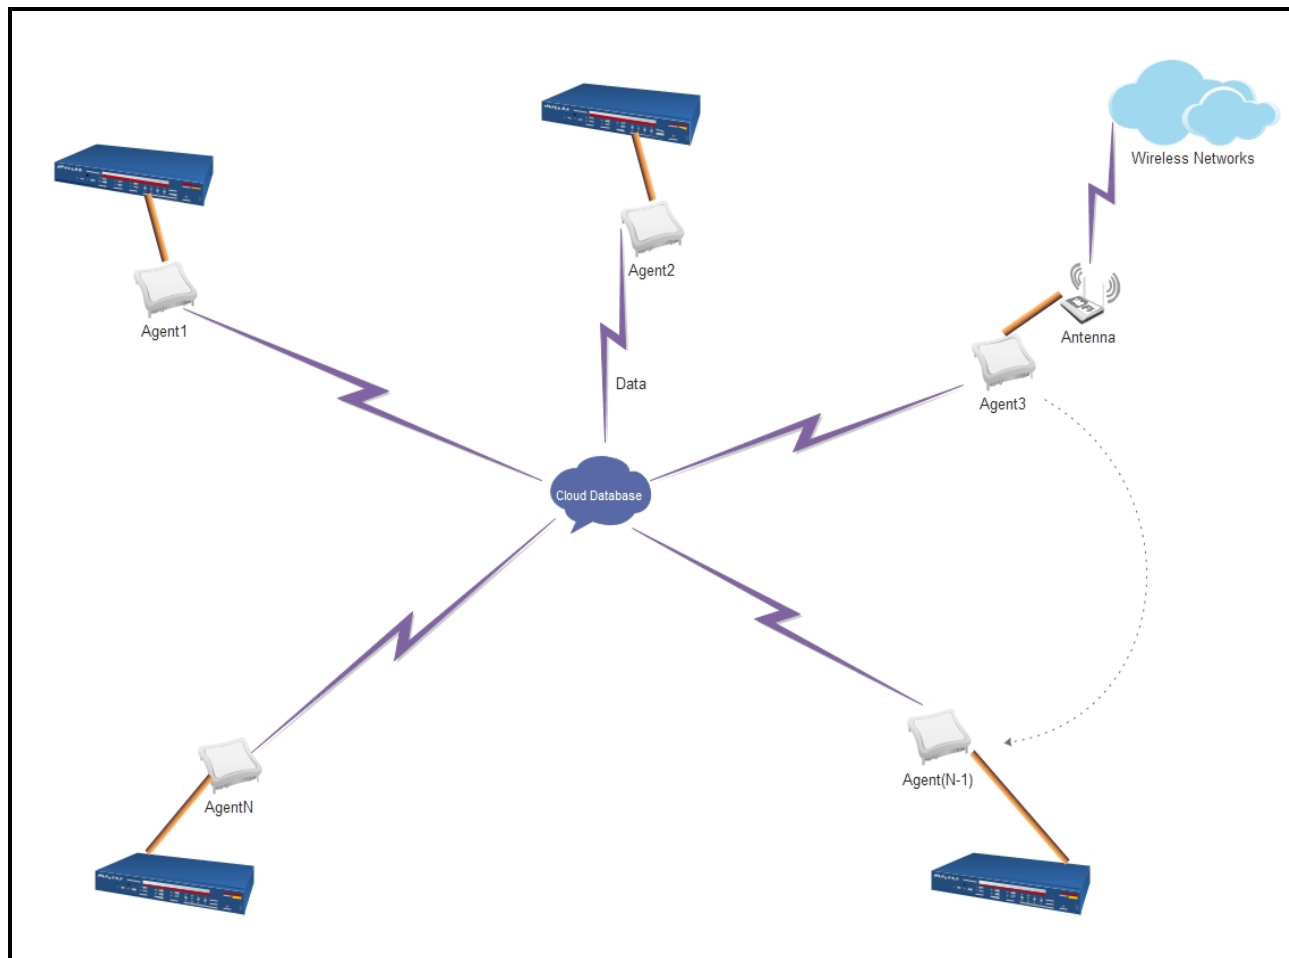 Wireless Networks
Agent2
Agent1
Antenna
Data
Agent3
Cloud Database
Agent(N-1)
AgentN